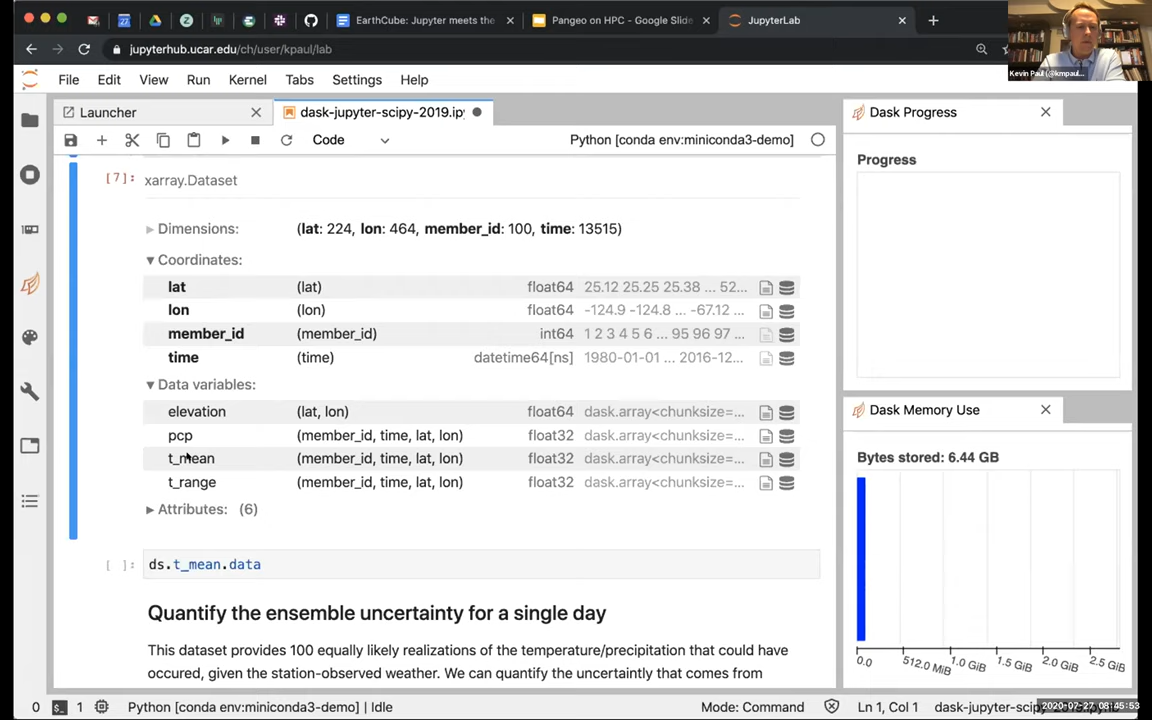 EarthCube: Jupyter meets the
Pangeo on HPC - Google Slide
JupyterLab
jupyterhub.ucar.edu/ch/user/kpaul/lab
Kevin Paul (@kmpaul...
File Edit View Run Kernel Tabs Settings Help
Launcher
dask-jupyter-scipy-2019.ipy
Code
Python [conda env:miniconda3-demo]
Dask Progress
Progress
[7]: xarray.Dataset
Dimensions: (lat: 224, lon: 464, member_id: 100, time: 13515)
Coordinates:
lat (lat) float64 25.12 25.25 25.38 ... 52...
lon (lon) float64 -124.9 -124.8 ... -67.12
member_id (member_id) int64 1 2 3 4 5 6 ... 95 96 97 ...
time (time) datetime64[ns] 1980-01-01 ... 2016-12...
Data variables:
elevation (lat, lon) float64 dask.array<chunksize=...
pcp (member_id, time, lat, lon) float32 dask.array<chunksize=...
t_mean (member_id, time, lat, lon) float32 dask.array<chunksize=...
t_range (member_id, time, lat, lon) float32 dask.array<chunksize=...
Attributes: (6)
Dask Memory Use
Bytes stored: 6.44 GB
0.0 512.0 MiB 1.0 GiB 1.5 GiB 2.0 GiB 2.5 GiB
[ ]: ds.t_mean.data
Quantify the ensemble uncertainty for a single day
This dataset provides 100 equally likely realizations of the temperature/precipitation that could have
occured, given the station-observed weather. We can quantify the uncertainly that comes from
0 1 Python [conda env:miniconda3-demo] | Idle
Mode: Command
Ln 1, Col 1
dask-jupyter-scipy-2019.ipynb
2020-07-27 08:45:53